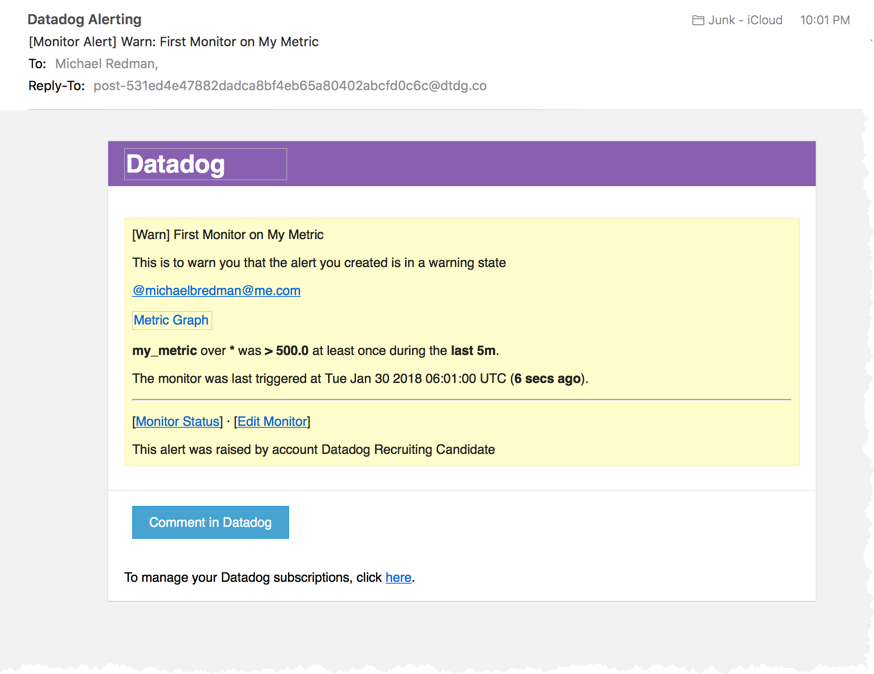 Datadog Alerting
Junk - iCloud 10:01 PM
[Monitor Alert] Warn: First Monitor on My Metric
To: Michael Redman,
Reply-To: post-531ed4e47882dadca8bf4eb65a80402abcfd0c6c@dtdg.co
Datadog
[Warn] First Monitor on My Metric
This is to warn you that the alert you created is in a warning state
@michaelbredman@me.com
Metric Graph
my_metric over * was > 500.0 at least once during the last 5m.
The monitor was last triggered at Tue Jan 30 2018 06:01:00 UTC (6 secs ago).
[Monitor Status] · [Edit Monitor]
This alert was raised by account Datadog Recruiting Candidate
Comment in Datadog
To manage your Datadog subscriptions, click here.